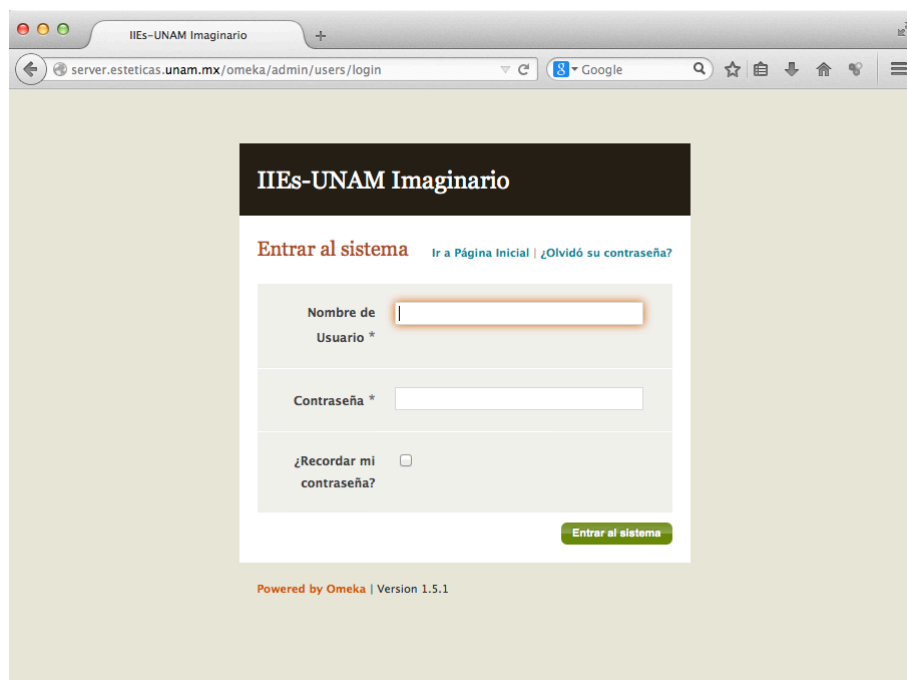 IIEs-UNAM Imaginario
server.esteticas.unam.mx/omeka/admin/users/login
Google
IIEs-UNAM Imaginario
Entrar al sistema Ir a Página Inicial | ¿Olvidó su contraseña?
Nombre de
Usuario *
Contraseña *
¿Recordar mi
contraseña?
Entrar al sistema
Powered by Omeka | Version 1.5.1